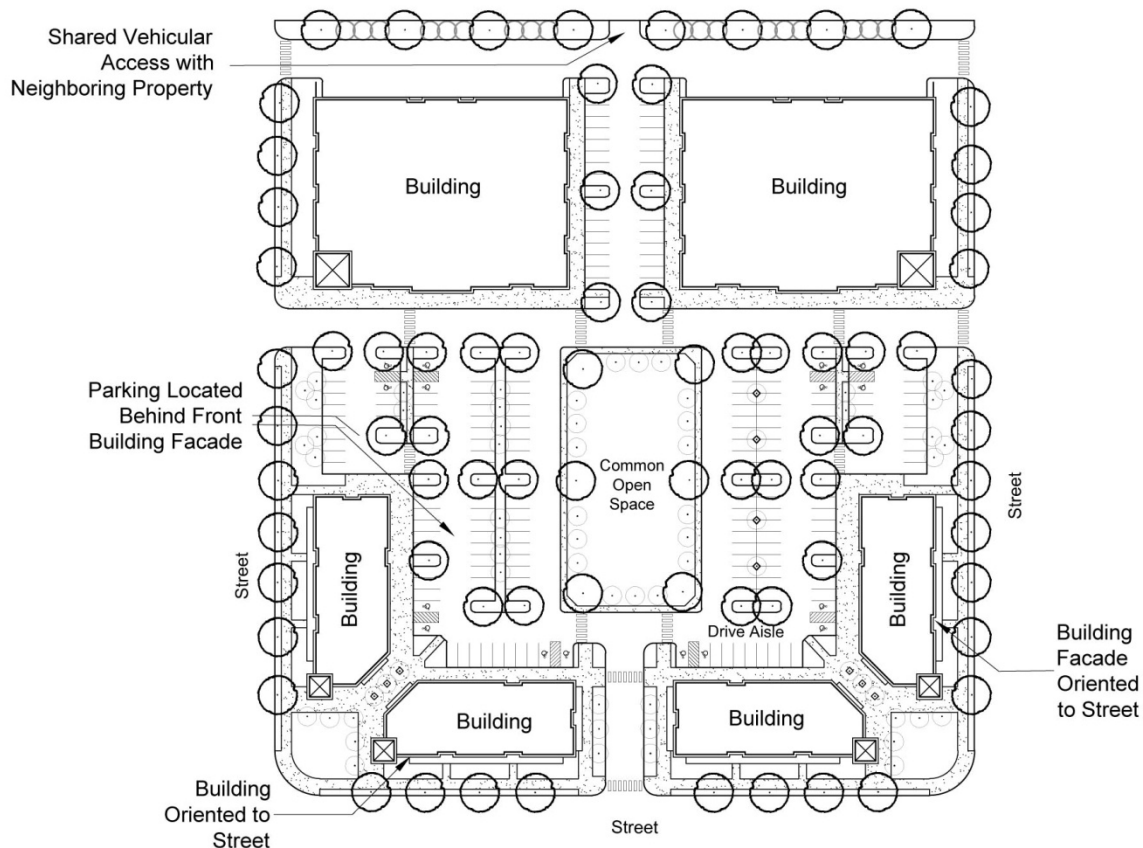 Shared Vehicular
Access with
Neighboring Property
Building
Building
Parking Located
Behind Front
Building Facade
Common
Open
Space
Street
Street
Building
Building
Drive Aisle
Building
Facade
Oriented
to Street
Building
Building
Building
Oriented to
Street
Street